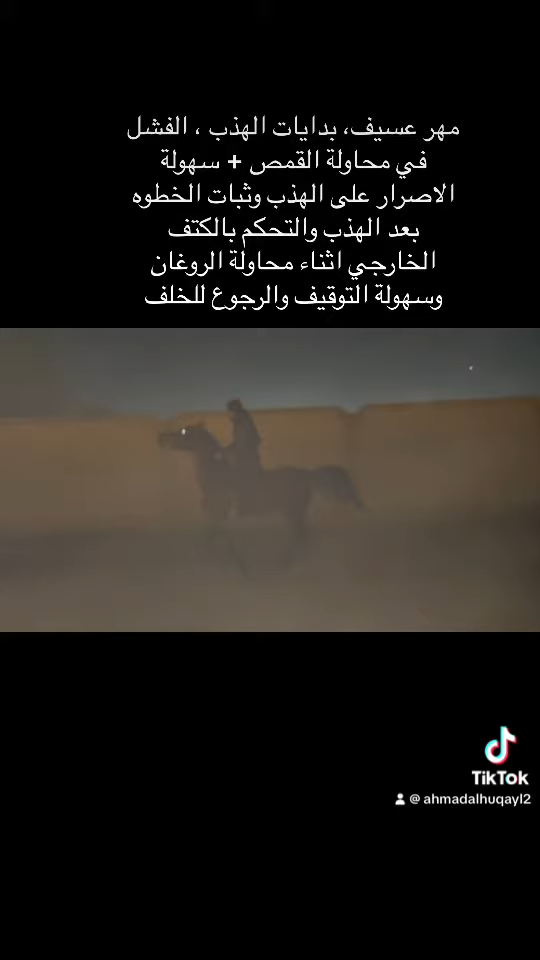 مهر عسيف، بدايات الهذب ، الفشل
في محاولة القمص + سهولة
الاصرار على الهذب وثبات الخطوه
بعد الهذب والتحكم بالكتف
الخارجي اثناء محاولة الروغان
وسهولة التوقيف والرجوع للخلف
TikTok
@ ahmadalhuqayl2